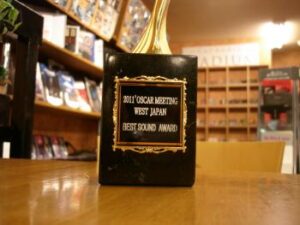 2011'OSCAR MEETING
WEST JAPAN
(BEST SOUND AWARD)